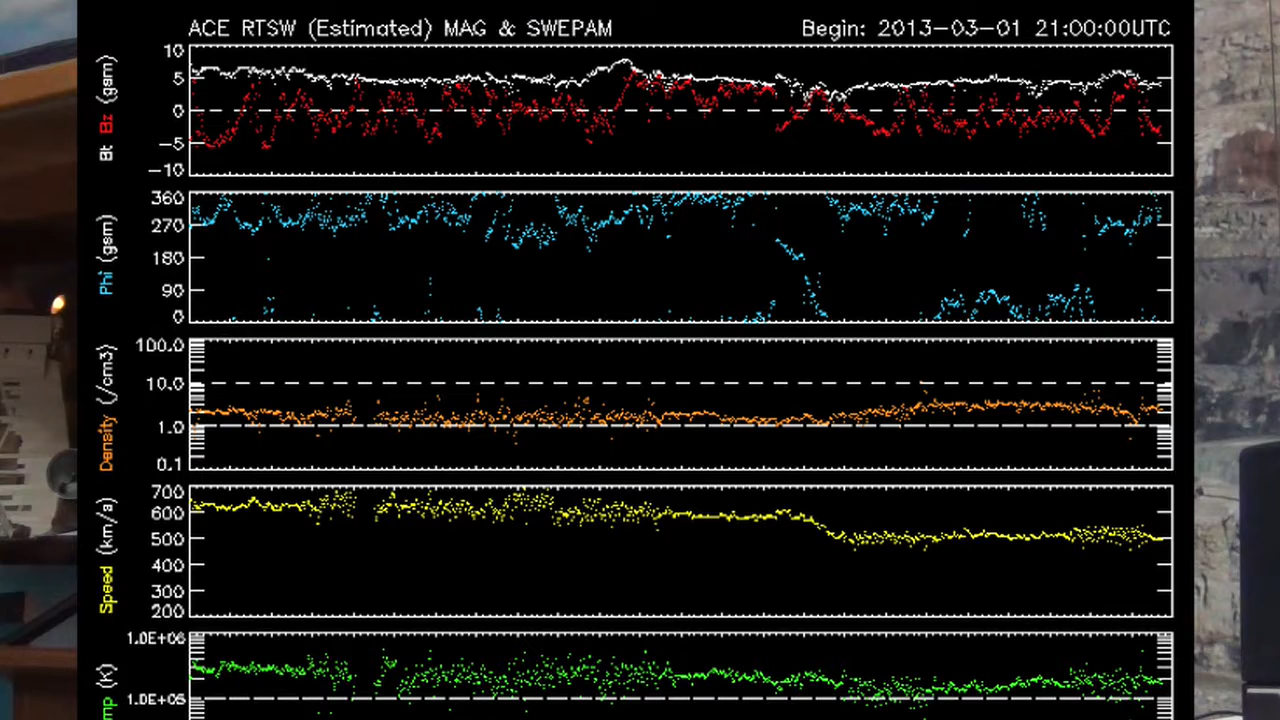 ACE RTSW (Estimated) MAG & SWEPAM Begin: 2013-03-01 21:00:00UTC
Bt Bz (gsm)
10
5
0
-5
-10
Phi (gsm)
360
270
180
90
0
Density (/cm3)
100.0
10.0
1.0
0.1
Speed (km/s)
700
600
500
400
300
200
mp (K)
1.0E+06
1.0E+05